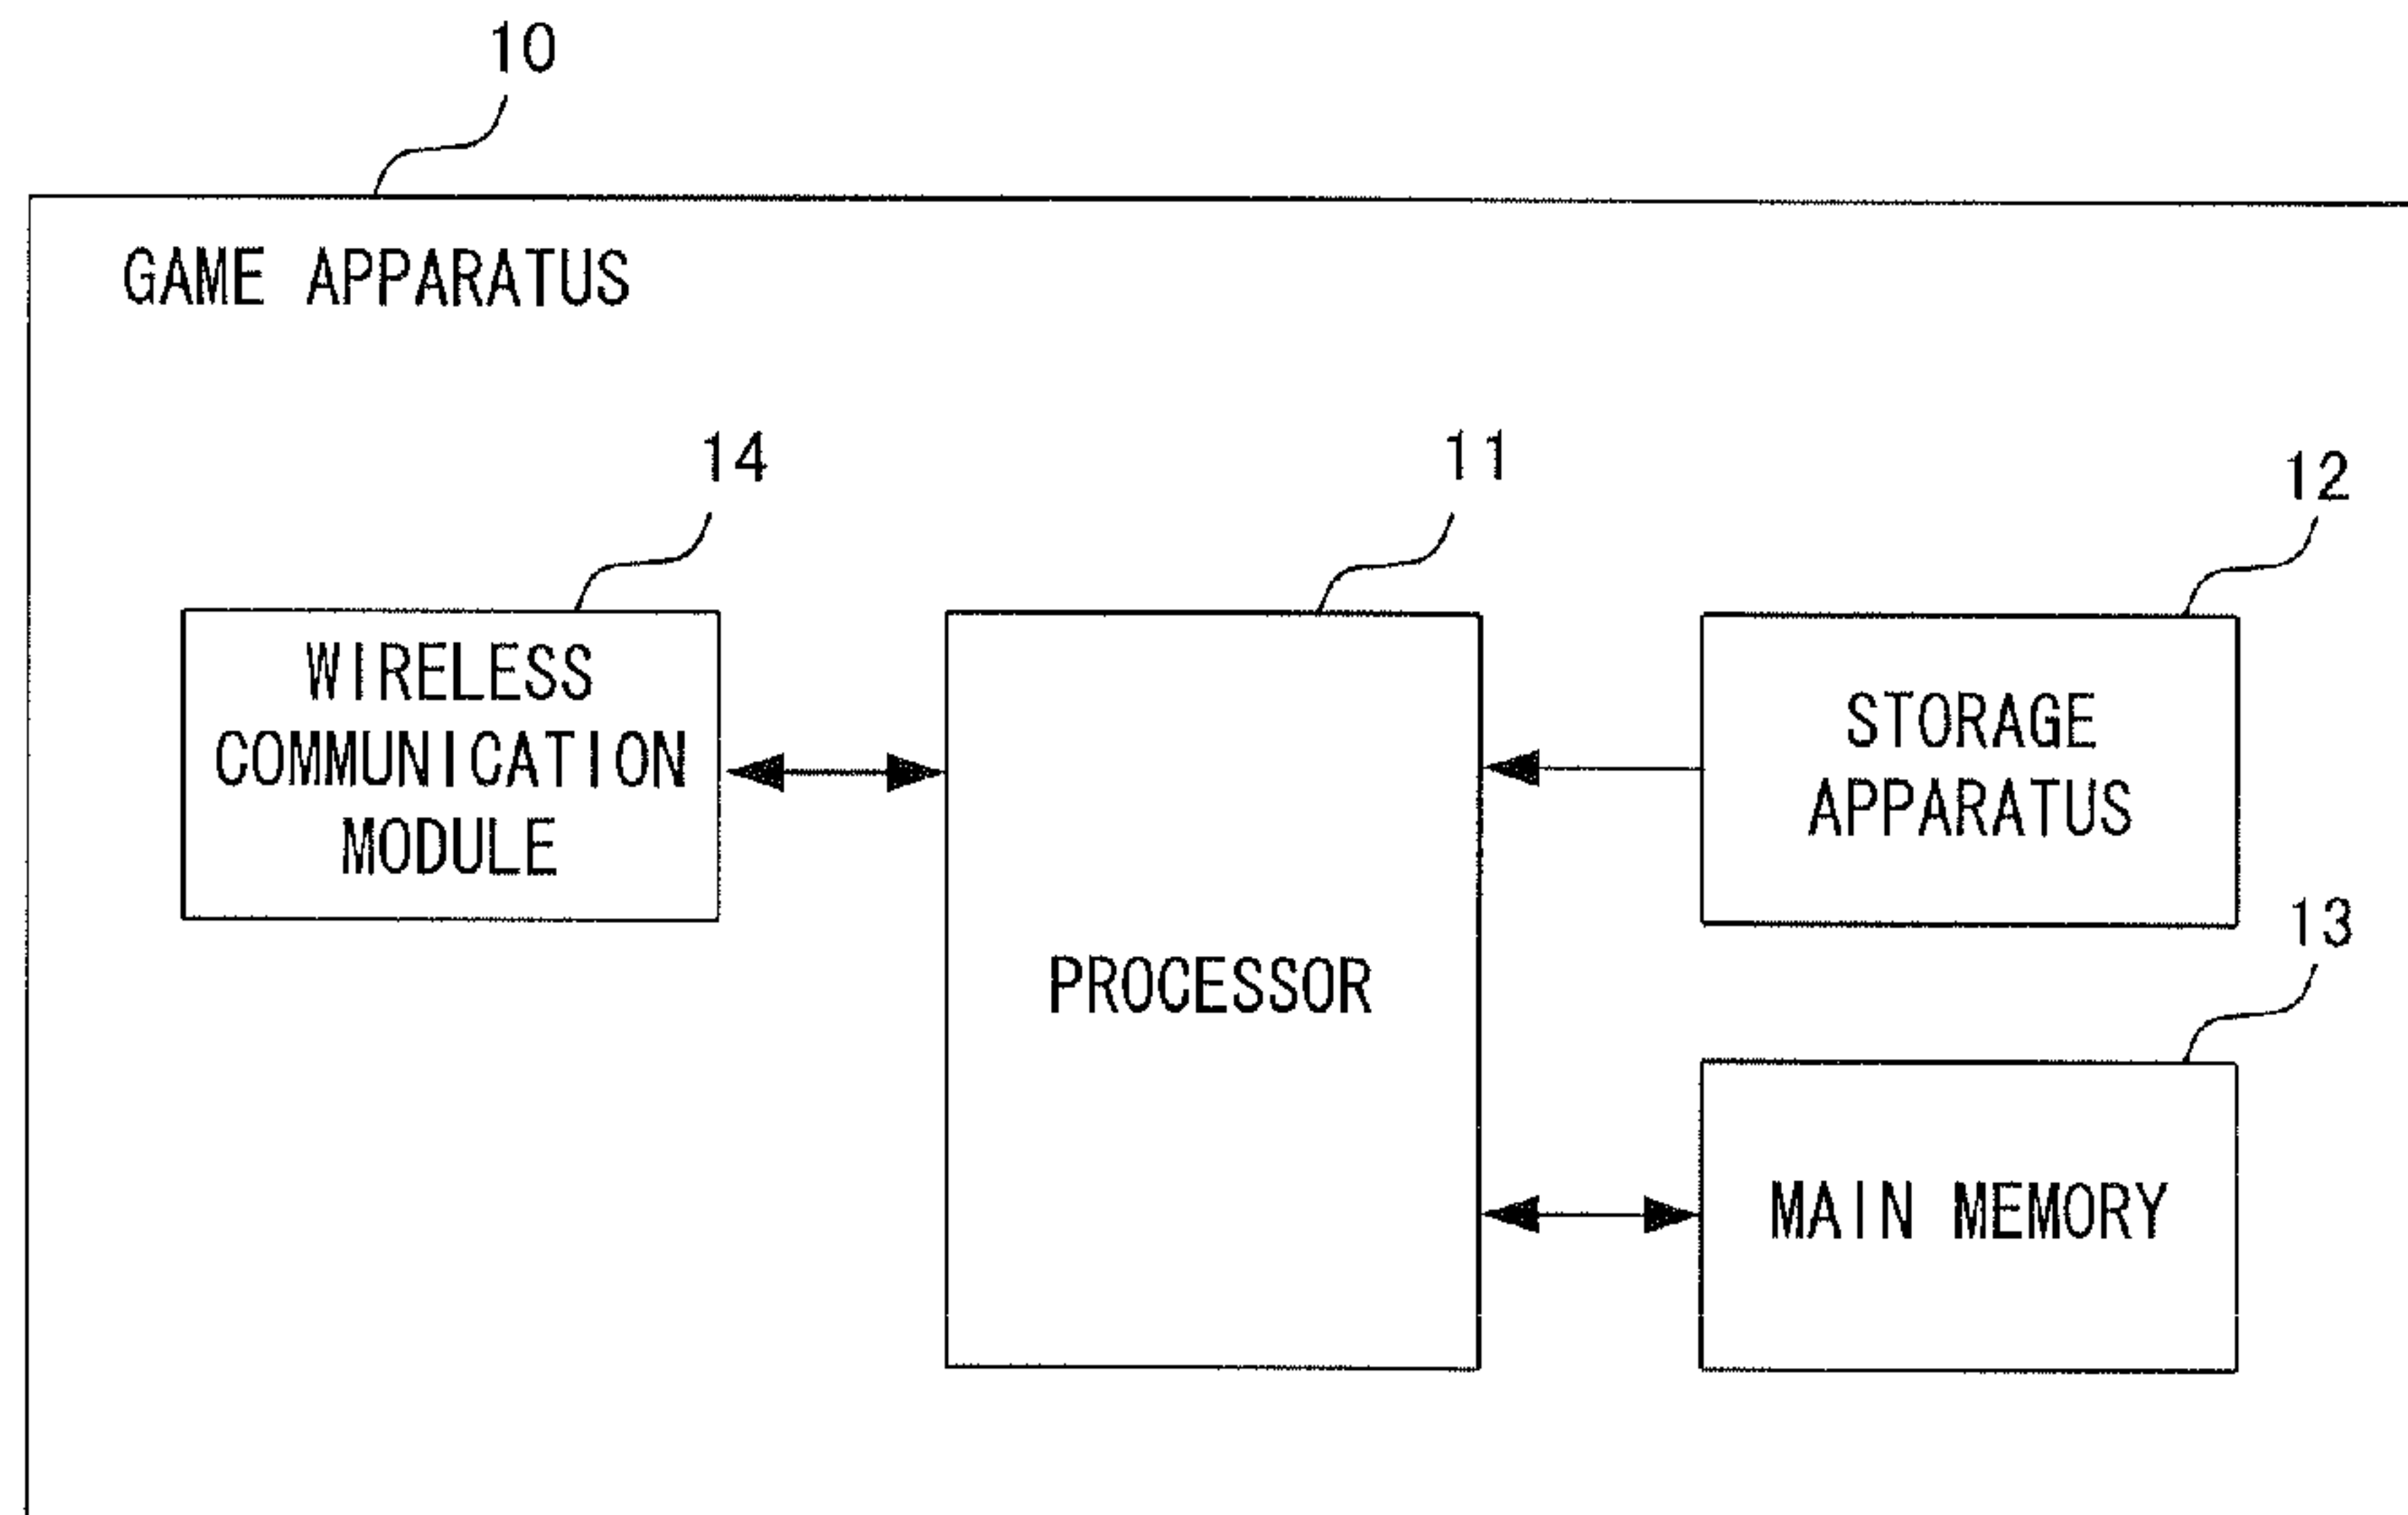 10
GAME APPARATUS
14
11
12
WIRELESS
COMMUNICATION
MODULE
PROCESSOR
STORAGE
APPARATUS
13
MAIN MEMORY